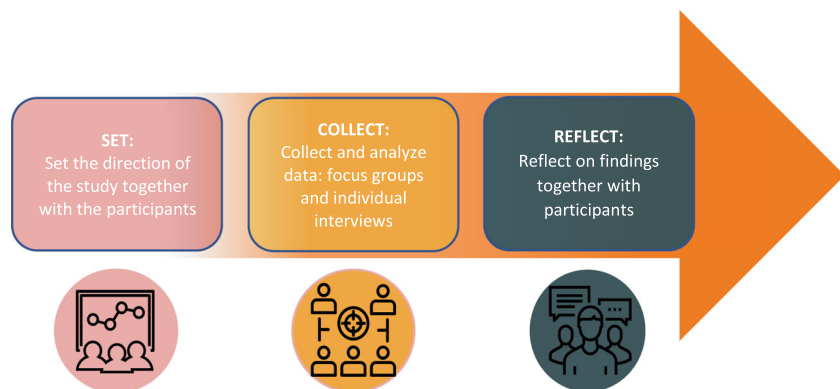 SET:
Set the direction of
the study together
with the participants
COLLECT:
Collect and analyze
data: focus groups
and individual
interviews
REFLECT:
Reflect on findings
together with
participants